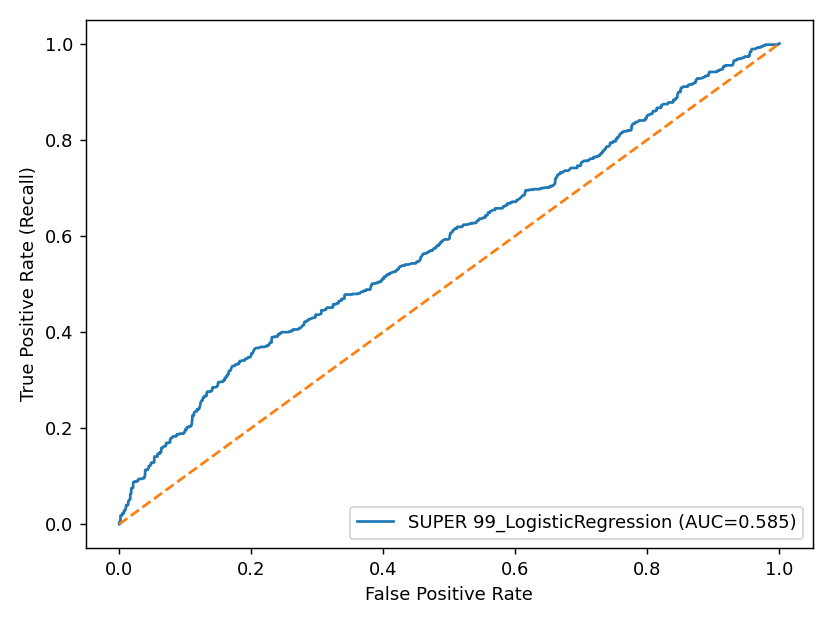 1.0
0.8
0.6
0.4
0.2
0.0
True Positive Rate (Recall)
SUPER 99_LogisticRegression (AUC=0.585)
0.0 0.2 0.4 0.6 0.8 1.0
False Positive Rate